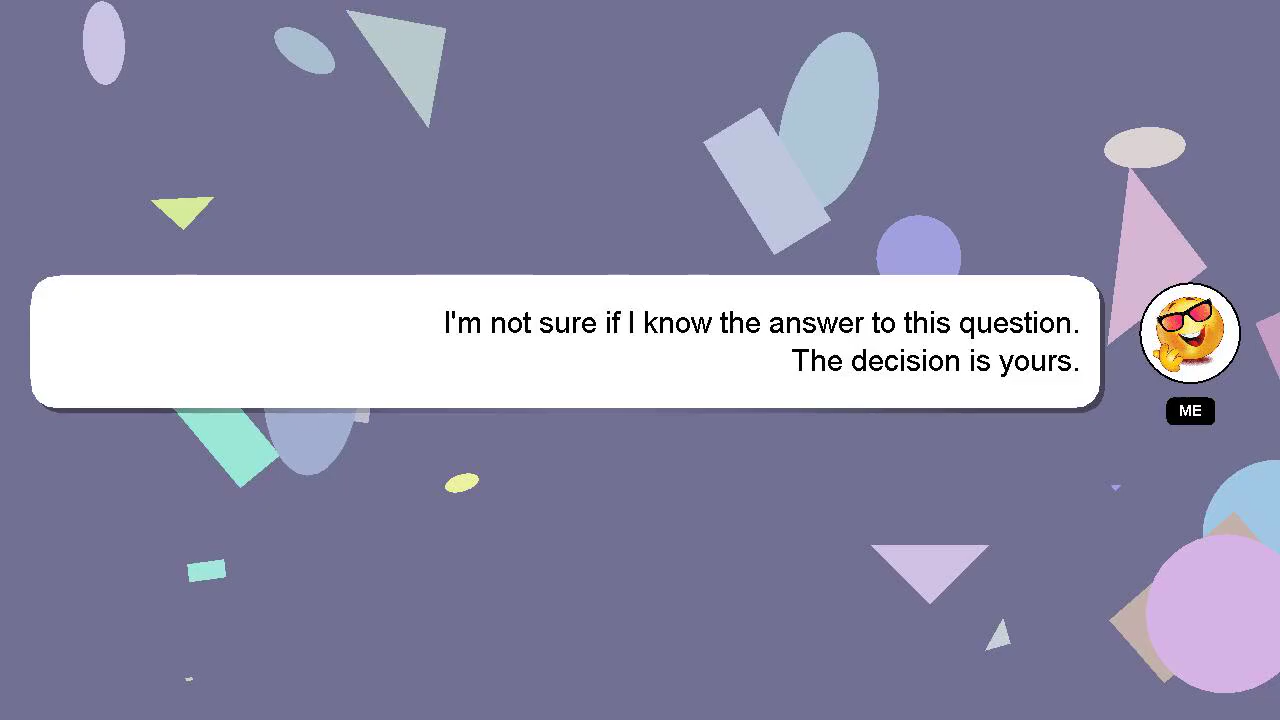 I'm not sure if I know the answer to this question.
The decision is yours.
ME